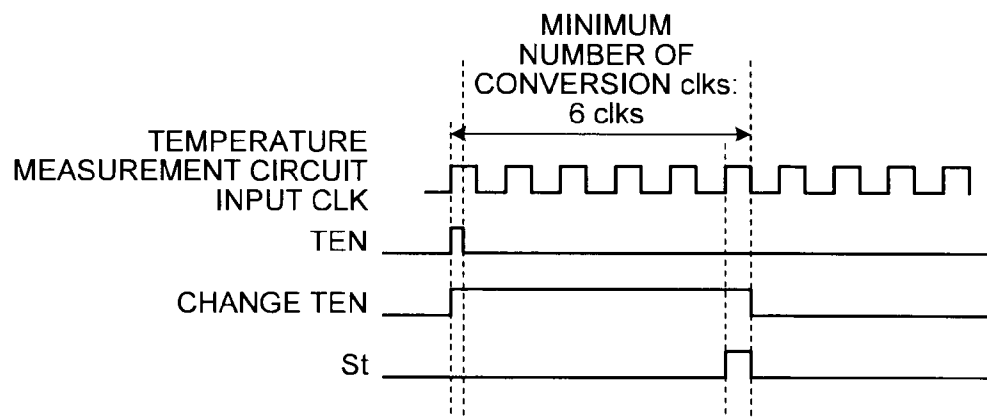 MINIMUM
NUMBER OF
CONVERSION clks:
6 clks
TEMPERATURE
MEASUREMENT CIRCUIT
INPUT CLK
TEN
CHANGE TEN
St